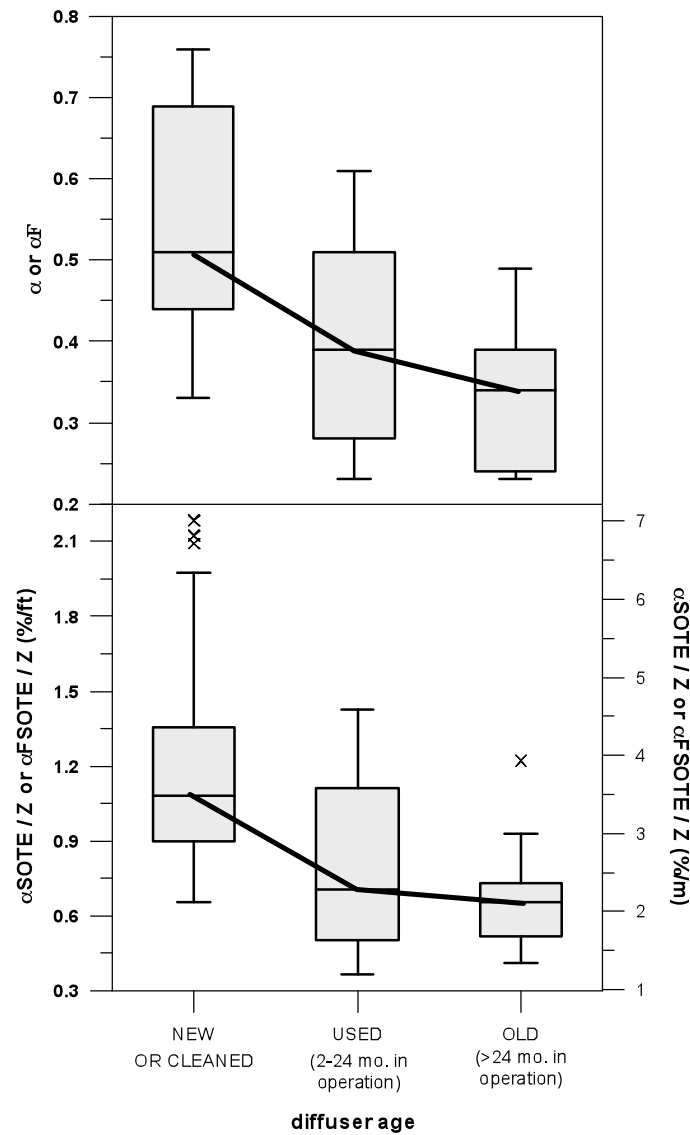 0.8
0.7
0.6
0.5
0.4
0.3
0.2
α or αF
2.1
1.8
1.5
1.2
0.9
0.6
0.3
αSOTE / Z or αFSOTE / Z (%/ft)
7
6
5
4
3
2
1
αSOTE / Z or αFSOTE / Z (%/m)
NEW
OR CLEANED
USED
(2-24 mo. in
operation)
OLD
(>24 mo. in
operation)
diffuser age